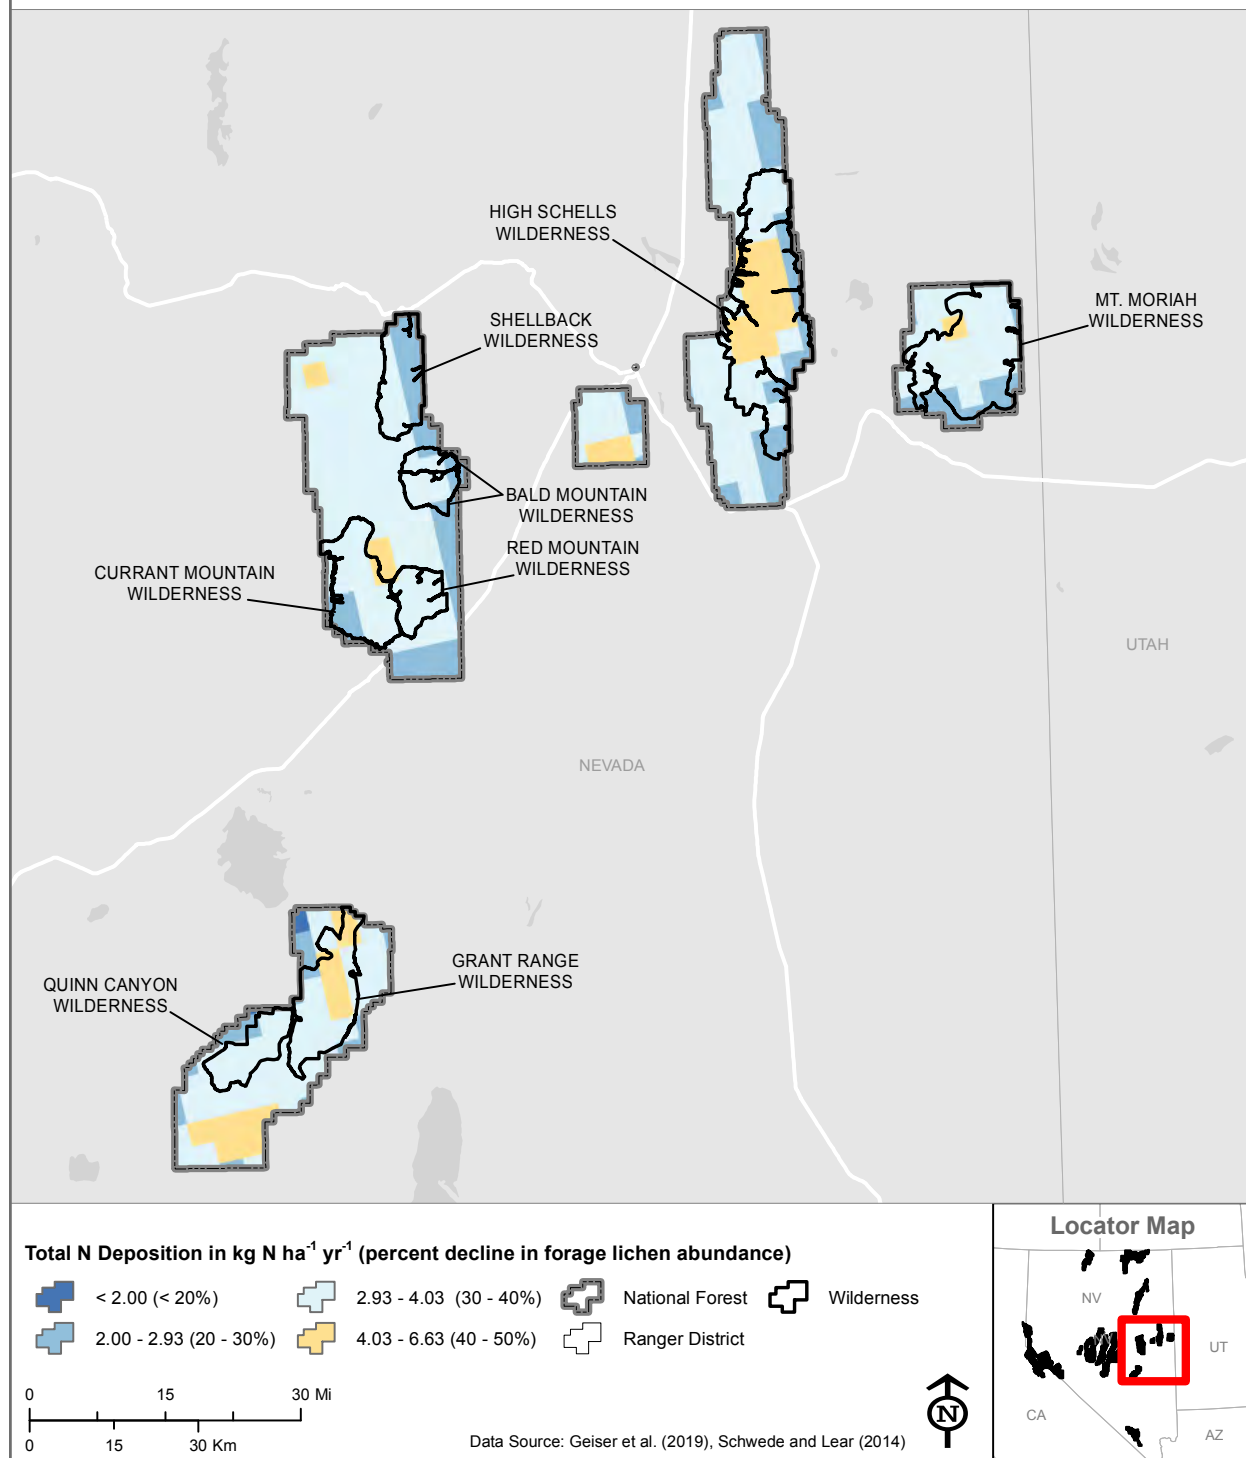 HIGH SCHELLS
WILDERNESS
SHELLBACK
WILDERNESS
MT. MORIAH
WILDERNESS
BALD MOUNTAIN
WILDERNESS
RED MOUNTAIN
WILDERNESS
CURRANT MOUNTAIN
WILDERNESS
UTAH
NEVADA
GRANT RANGE
WILDERNESS
QUINN CANYON
WILDERNESS
Total N Deposition in kg N ha⁻¹ yr⁻¹ (percent decline in forage lichen abundance)
< 2.00 (< 20%)
2.93 - 4.03 (30 - 40%)
National Forest
Wilderness
2.00 - 2.93 (20 - 30%)
4.03 - 6.63 (40 - 50%)
Ranger District
0 15 30 Mi
0 15 30 Km
N
Data Source: Geiser et al. (2019), Schwede and Lear (2014)
Locator Map
NV
UT
CA
AZ